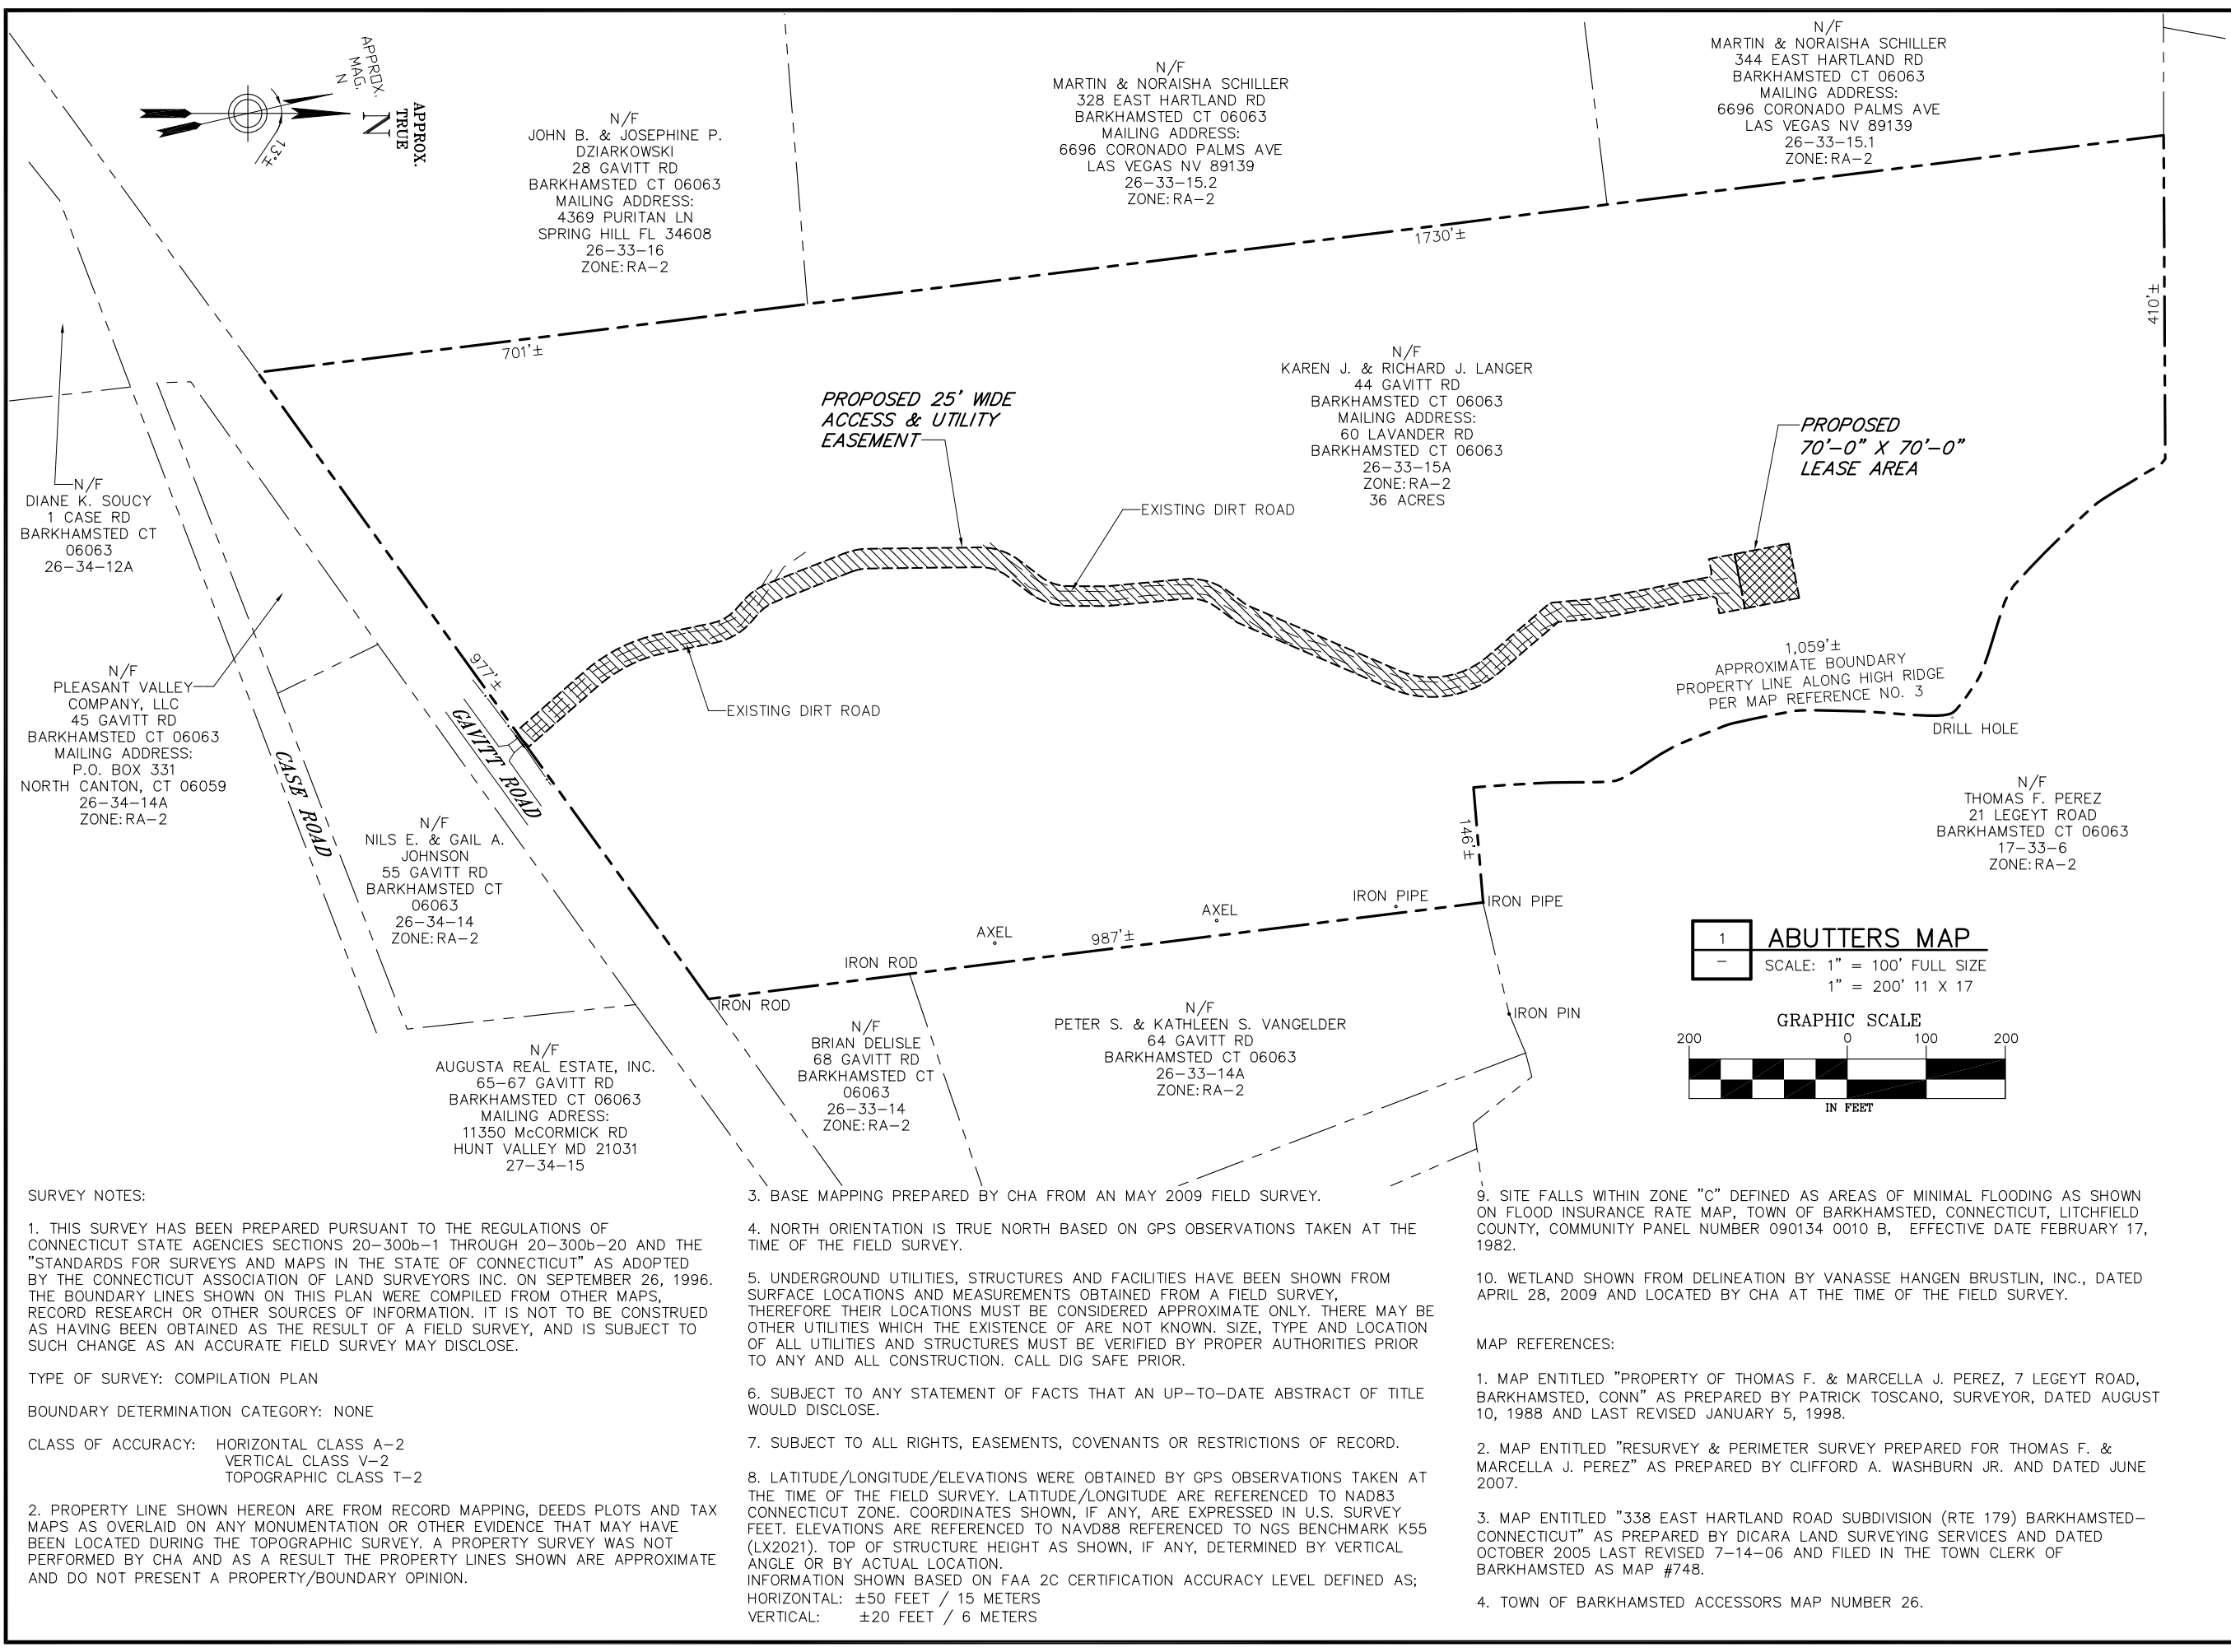 APPROX.
MAG.
N
APPROX.
TRUE
N
13°±
N/F
JOHN B. & JOSEPHINE P.
DZIARKOWSKI
28 GAVITT RD
BARKHAMSTED CT 06063
MAILING ADDRESS:
4369 PURITAN LN
SPRING HILL FL 34608
26-33-16
ZONE: RA-2
N/F
MARTIN & NORAISHA SCHILLER
328 EAST HARTLAND RD
BARKHAMSTED CT 06063
MAILING ADDRESS:
6696 CORONADO PALMS AVE
LAS VEGAS NV 89139
26-33-15.2
ZONE: RA-2
N/F
MARTIN & NORAISHA SCHILLER
344 EAST HARTLAND RD
BARKHAMSTED CT 06063
MAILING ADDRESS:
6696 CORONADO PALMS AVE
LAS VEGAS NV 89139
26-33-15.1
ZONE: RA-2
1730'±
701'±
410'±
N/F
KAREN J. & RICHARD J. LANGER
44 GAVITT RD
BARKHAMSTED CT 06063
MAILING ADDRESS:
60 LAVANDER RD
BARKHAMSTED CT 06063
26-33-15A
ZONE: RA-2
36 ACRES
PROPOSED 25' WIDE
ACCESS & UTILITY
EASEMENT
PROPOSED
70'-0" X 70'-0"
LEASE AREA
EXISTING DIRT ROAD
EXISTING DIRT ROAD
N/F
DIANE K. SOUCY
1 CASE RD
BARKHAMSTED CT
06063
26-34-12A
N/F
PLEASANT VALLEY
COMPANY, LLC
45 GAVITT RD
BARKHAMSTED CT 06063
MAILING ADDRESS:
P.O. BOX 331
NORTH CANTON, CT 06059
26-34-14A
ZONE: RA-2
977'±
GAVITT ROAD
CASE ROAD
1,059'±
APPROXIMATE BOUNDARY
PROPERTY LINE ALONG HIGH RIDGE
PER MAP REFERENCE NO. 3
DRILL HOLE
N/F
THOMAS F. PEREZ
21 LEGEYT ROAD
BARKHAMSTED CT 06063
17-33-6
ZONE: RA-2
N/F
NILS E. & GAIL A.
JOHNSON
55 GAVITT RD
BARKHAMSTED CT
06063
26-34-14
ZONE: RA-2
146'±
IRON PIPE
IRON PIPE
AXEL
AXEL
987'±
IRON ROD
IRON ROD
IRON PIN
N/F
AUGUSTA REAL ESTATE, INC.
65-67 GAVITT RD
BARKHAMSTED CT 06063
MAILING ADRESS:
11350 McCORMICK RD
HUNT VALLEY MD 21031
27-34-15
N/F
BRIAN DELISLE
68 GAVITT RD
BARKHAMSTED CT
06063
26-33-14
ZONE: RA-2
N/F
PETER S. & KATHLEEN S. VANGELDER
64 GAVITT RD
BARKHAMSTED CT 06063
26-33-14A
ZONE: RA-2
1
-
ABUTTERS MAP
SCALE: 1" = 100' FULL SIZE
1" = 200' 11 X 17
GRAPHIC SCALE
200 0 100 200
IN FEET
SURVEY NOTES:
1. THIS SURVEY HAS BEEN PREPARED PURSUANT TO THE REGULATIONS OF
CONNECTICUT STATE AGENCIES SECTIONS 20-300b-1 THROUGH 20-300b-20 AND THE
"STANDARDS FOR SURVEYS AND MAPS IN THE STATE OF CONNECTICUT" AS ADOPTED
BY THE CONNECTICUT ASSOCIATION OF LAND SURVEYORS INC. ON SEPTEMBER 26, 1996.
THE BOUNDARY LINES SHOWN ON THIS PLAN WERE COMPILED FROM OTHER MAPS,
RECORD RESEARCH OR OTHER SOURCES OF INFORMATION. IT IS NOT TO BE CONSTRUED
AS HAVING BEEN OBTAINED AS THE RESULT OF A FIELD SURVEY, AND IS SUBJECT TO
SUCH CHANGE AS AN ACCURATE FIELD SURVEY MAY DISCLOSE.
TYPE OF SURVEY: COMPILATION PLAN
BOUNDARY DETERMINATION CATEGORY: NONE
CLASS OF ACCURACY: HORIZONTAL CLASS A-2
VERTICAL CLASS V-2
TOPOGRAPHIC CLASS T-2
2. PROPERTY LINE SHOWN HEREON ARE FROM RECORD MAPPING, DEEDS PLOTS AND TAX
MAPS AS OVERLAID ON ANY MONUMENTATION OR OTHER EVIDENCE THAT MAY HAVE
BEEN LOCATED DURING THE TOPOGRAPHIC SURVEY. A PROPERTY SURVEY WAS NOT
PERFORMED BY CHA AND AS A RESULT THE PROPERTY LINES SHOWN ARE APPROXIMATE
AND DO NOT PRESENT A PROPERTY/BOUNDARY OPINION.
3. BASE MAPPING PREPARED BY CHA FROM AN MAY 2009 FIELD SURVEY.
4. NORTH ORIENTATION IS TRUE NORTH BASED ON GPS OBSERVATIONS TAKEN AT THE
TIME OF THE FIELD SURVEY.
5. UNDERGROUND UTILITIES, STRUCTURES AND FACILITIES HAVE BEEN SHOWN FROM
SURFACE LOCATIONS AND MEASUREMENTS OBTAINED FROM A FIELD SURVEY,
THEREFORE THEIR LOCATIONS MUST BE CONSIDERED APPROXIMATE ONLY. THERE MAY BE
OTHER UTILITIES WHICH THE EXISTENCE OF ARE NOT KNOWN. SIZE, TYPE AND LOCATION
OF ALL UTILITIES AND STRUCTURES MUST BE VERIFIED BY PROPER AUTHORITIES PRIOR
TO ANY AND ALL CONSTRUCTION. CALL DIG SAFE PRIOR.
6. SUBJECT TO ANY STATEMENT OF FACTS THAT AN UP-TO-DATE ABSTRACT OF TITLE
WOULD DISCLOSE.
7. SUBJECT TO ALL RIGHTS, EASEMENTS, COVENANTS OR RESTRICTIONS OF RECORD.
8. LATITUDE/LONGITUDE/ELEVATIONS WERE OBTAINED BY GPS OBSERVATIONS TAKEN AT
THE TIME OF THE FIELD SURVEY. LATITUDE/LONGITUDE ARE REFERENCED TO NAD83
CONNECTICUT ZONE. COORDINATES SHOWN, IF ANY, ARE EXPRESSED IN U.S. SURVEY
FEET. ELEVATIONS ARE REFERENCED TO NAVD88 REFERENCED TO NGS BENCHMARK K55
(LX2021). TOP OF STRUCTURE HEIGHT AS SHOWN, IF ANY, DETERMINED BY VERTICAL
ANGLE OR BY ACTUAL LOCATION.
INFORMATION SHOWN BASED ON FAA 2C CERTIFICATION ACCURACY LEVEL DEFINED AS;
HORIZONTAL: ±50 FEET / 15 METERS
VERTICAL: ±20 FEET / 6 METERS
9. SITE FALLS WITHIN ZONE "C" DEFINED AS AREAS OF MINIMAL FLOODING AS SHOWN
ON FLOOD INSURANCE RATE MAP, TOWN OF BARKHAMSTED, CONNECTICUT, LITCHFIELD
COUNTY, COMMUNITY PANEL NUMBER 090134 0010 B, EFFECTIVE DATE FEBRUARY 17,
1982.
10. WETLAND SHOWN FROM DELINEATION BY VANASSE HANGEN BRUSTLIN, INC., DATED
APRIL 28, 2009 AND LOCATED BY CHA AT THE TIME OF THE FIELD SURVEY.
MAP REFERENCES:
1. MAP ENTITLED "PROPERTY OF THOMAS F. & MARCELLA J. PEREZ, 7 LEGEYT ROAD,
BARKHAMSTED, CONN" AS PREPARED BY PATRICK TOSCANO, SURVEYOR, DATED AUGUST
10, 1988 AND LAST REVISED JANUARY 5, 1998.
2. MAP ENTITLED "RESURVEY & PERIMETER SURVEY PREPARED FOR THOMAS F. &
MARCELLA J. PEREZ" AS PREPARED BY CLIFFORD A. WASHBURN JR. AND DATED JUNE
2007.
3. MAP ENTITLED "338 EAST HARTLAND ROAD SUBDIVISION (RTE 179) BARKHAMSTED-
CONNECTICUT" AS PREPARED BY DICARA LAND SURVEYING SERVICES AND DATED
OCTOBER 2005 LAST REVISED 7-14-06 AND FILED IN THE TOWN CLERK OF
BARKHAMSTED AS MAP #748.
4. TOWN OF BARKHAMSTED ACCESSORS MAP NUMBER 26.